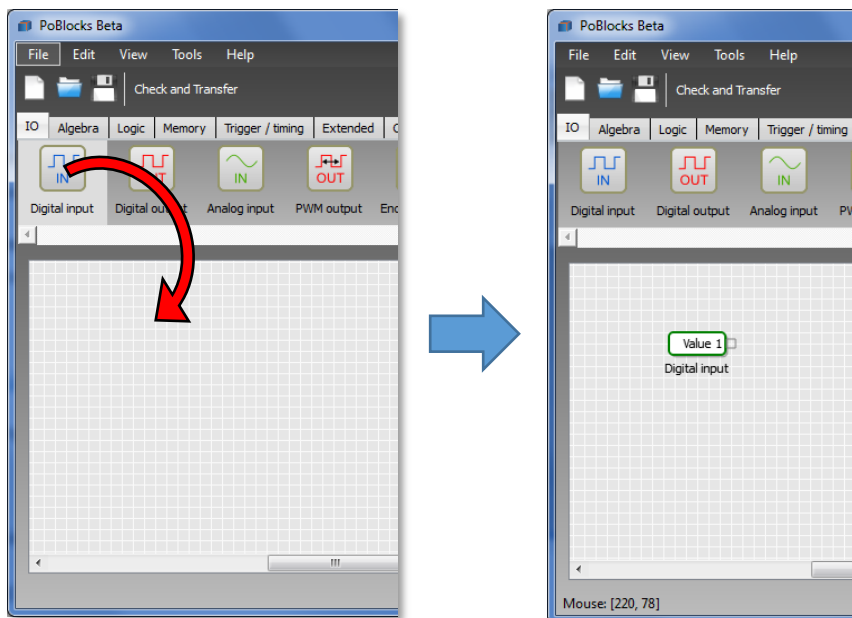 PoBlocks Beta
File Edit View Tools Help
Check and Transfer
IO Algebra Logic Memory Trigger / timing Extended
IN OUT IN OUT
Digital input Digital output Analog input PWM output
PoBlocks Beta
File Edit View Tools Help
Check and Transfer
IO Algebra Logic Memory Trigger / timing
IN OUT IN
Digital input Digital output Analog input
Value 1
Digital input
Mouse: [220, 78]